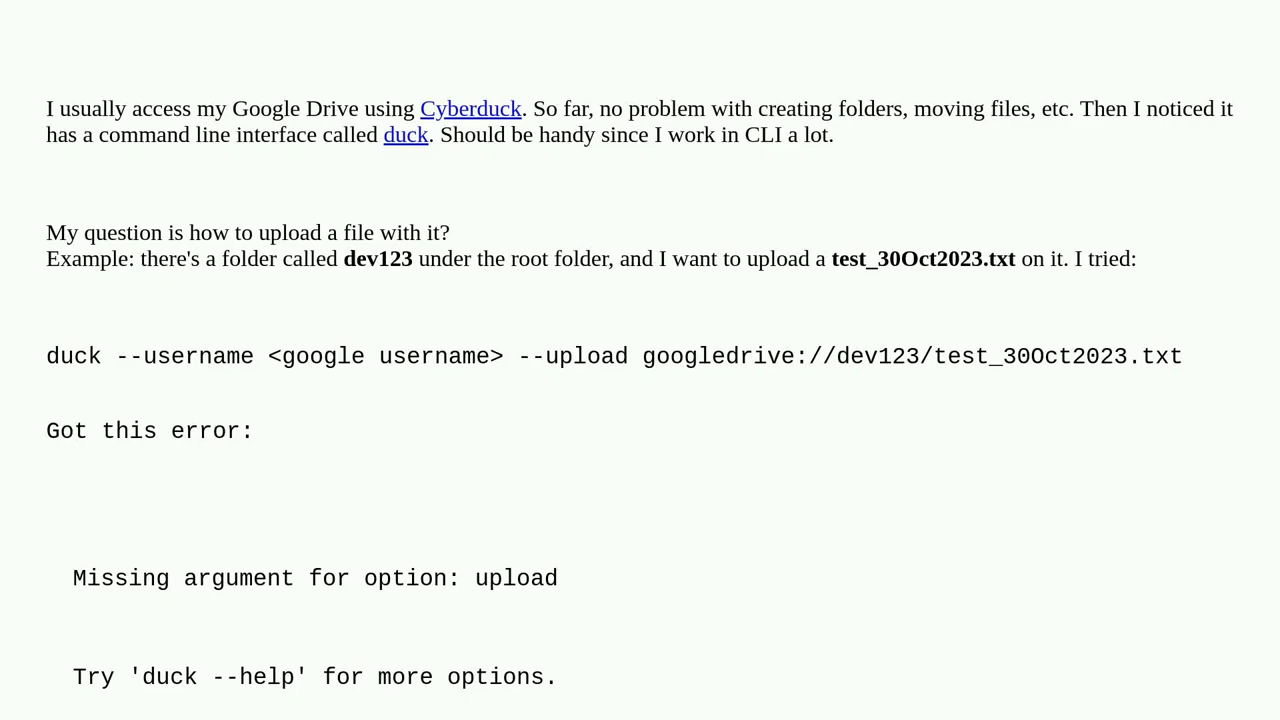 I usually access my Google Drive using Cyberduck. So far, no problem with creating folders, moving files, etc. Then I noticed it
has a command line interface called duck. Should be handy since I work in CLI a lot.
My question is how to upload a file with it?
Example: there's a folder called dev123 under the root folder, and I want to upload a test_30Oct2023.txt on it. I tried:
duck --username <google username> --upload googledrive://dev123/test_30Oct2023.txt
Got this error:
Missing argument for option: upload
Try 'duck --help' for more options.